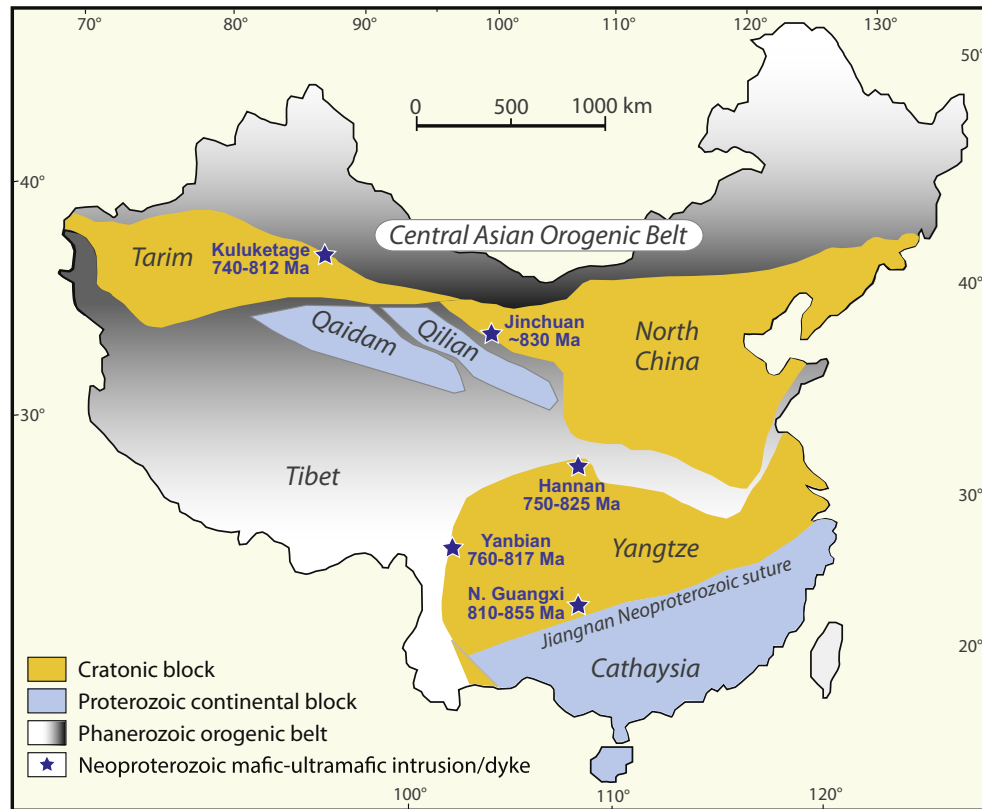 70° 80° 90° 100° 110° 120° 130°
50°
0 500 1000 km
40°
Central Asian Orogenic Belt
Tarim
Kuluketage
740-812 Ma
40°
Qaidam
Qilian
Jinchuan
~830 Ma
North
China
30°
Tibet
Hannan
750-825 Ma
30°
Yanbian
760-817 Ma
Yangtze
N. Guangxi
810-855 Ma
Jiangnan Neoproterozoic suture
20°
Cathaysia
Cratonic block
Proterozoic continental block
Phanerozoic orogenic belt
Neoproterozoic mafic-ultramafic intrusion/dyke
100° 110° 120°